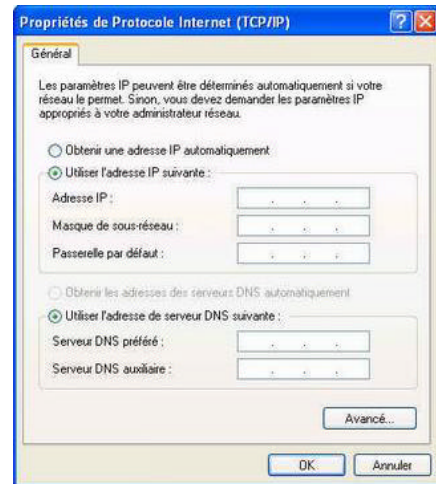 Propriétés de Protocole Internet (TCP/IP)
Général
Les paramètres IP peuvent être déterminés automatiquement si votre
réseau le permet. Sinon, vous devez demander les paramètres IP
appropriés à votre administrateur réseau.
Obtenir une adresse IP automatiquement
Utiliser l'adresse IP suivante :
Adresse IP :
Masque de sous-réseau :
Passerelle par défaut :
Obtenir les adresses des serveurs DNS automatiquement
Utiliser l'adresse de serveur DNS suivante :
Serveur DNS préféré :
Serveur DNS auxiliaire :
Avancé...
OK
Annuler